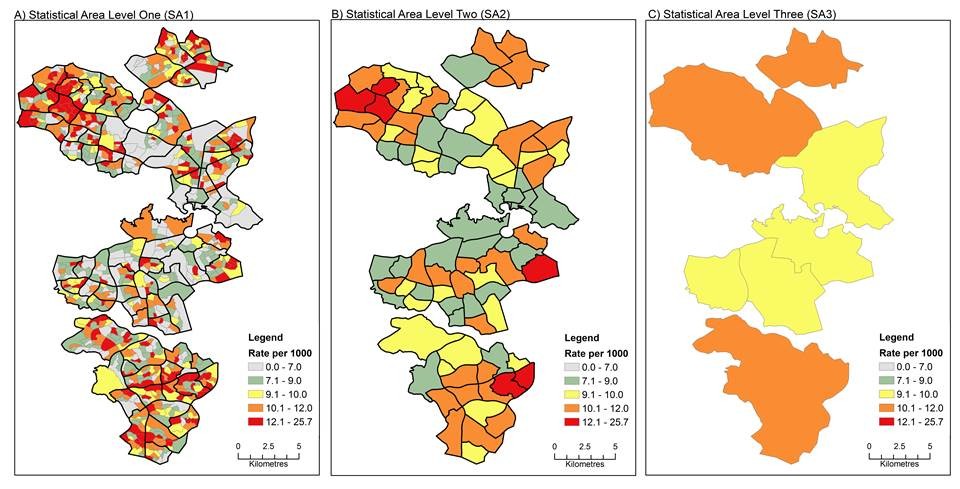 A) Statistical Area Level One (SA1)
B) Statistical Area Level Two (SA2)
C) Statistical Area Level Three (SA3)
Legend
Rate per 1000
0.0 - 7.0
7.1 - 9.0
9.1 - 10.0
10.1 - 12.0
12.1 - 25.7
0 2.5 5
Kilometres
Legend
Rate per 1000
0.0 - 7.0
7.1 - 9.0
9.1 - 10.0
10.1 - 12.0
12.1 - 25.7
0 2.5 5
Kilometres
Legend
Rate per 1000
0.0 - 7.0
7.1 - 9.0
9.1 - 10.0
10.1 - 12.0
12.1 - 25.7
0 2.5 5
Kilometres